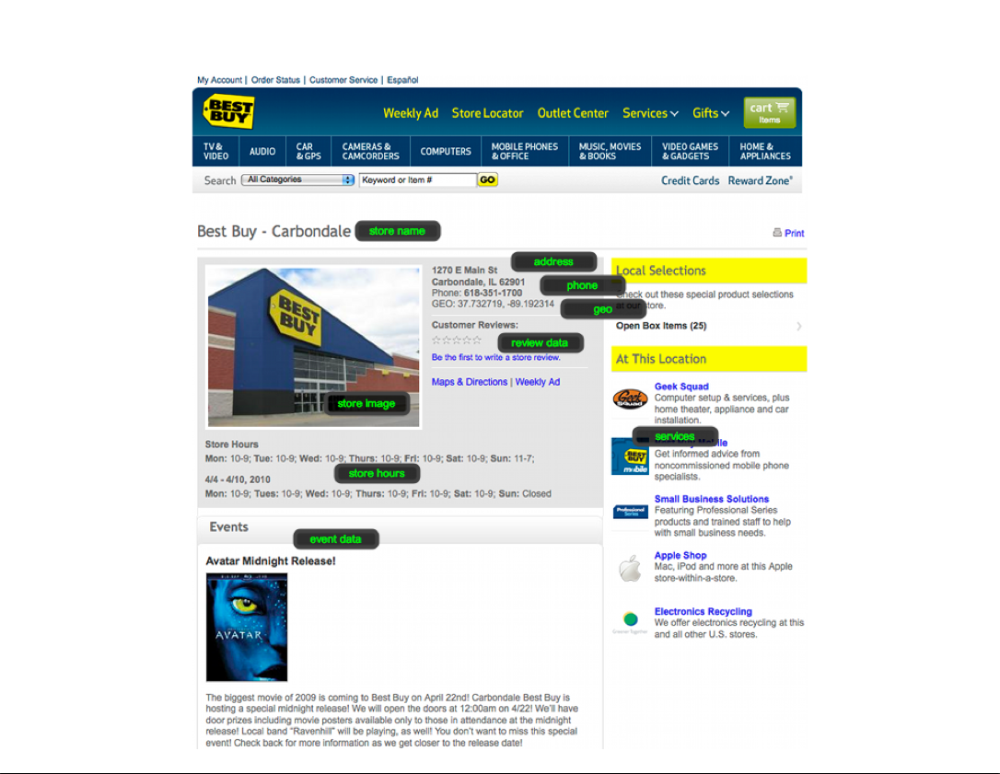 My Account | Order Status | Customer Service | Español
BEST BUY
Weekly Ad Store Locator Outlet Center Services Gifts
cart
Items
TV & VIDEO
AUDIO
CAR & GPS
CAMERAS & CAMCORDERS
COMPUTERS
MOBILE PHONES & OFFICE
MUSIC, MOVIES & BOOKS
VIDEO GAMES & GADGETS
HOME & APPLIANCES
Search All Categories Keyword or Item # GO Credit Cards Reward Zone®
Best Buy - Carbondale store name
Print
BEST BUY
store image
address
1270 E Main St
Carbondale, IL 62901
phone
Phone: 618-351-1700
GEO: 37.732719, -89.192314
geo
Customer Reviews:
review data
Be the first to write a store review.
Maps & Directions | Weekly Ad
Store Hours
Mon: 10-9; Tue: 10-9; Wed: 10-9; Thurs: 10-9; Fri: 10-9; Sat: 10-9; Sun: 11-7;
store hours
4/4 - 4/10, 2010
Mon: 10-9; Tues: 10-9; Wed: 10-9; Thurs: 10-9; Fri: 10-9; Sat: 10-9; Sun: Closed
Events
event data
Avatar Midnight Release!
AVATAR
The biggest movie of 2009 is coming to Best Buy on April 22nd! Carbondale Best Buy is
hosting a special midnight release! We will open the doors at 12:00am on 4/22! We'll have
door prizes including movie posters available only to those in attendance at the midnight
release! Local band "Ravenhill" will be playing, as well! You don't want to miss this special
event! Check back for more information as we get closer to the release date!
Local Selections
Check out these special product selections
at our store.
Open Box Items (25)
At This Location
Geek Squad
Geek Squad
Computer setup & services, plus
home theater, appliance and car
installation.
services
BEST BUY mobile
Get informed advice from
noncommissioned mobile phone
specialists.
Professional Series
Small Business Solutions
Featuring Professional Series
products and trained staff to help
with small business needs.
Apple Shop
Mac, iPod and more at this Apple
store-within-a-store.
Greener Together
Electronics Recycling
We offer electronics recycling at this
and all other U.S. stores.